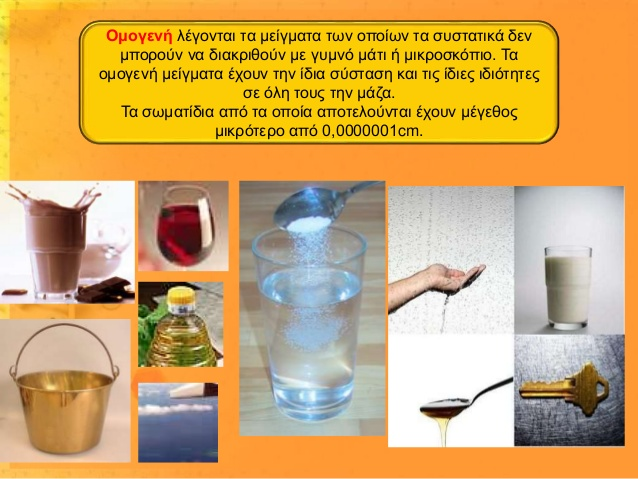 Ομογενή λέγονται τα μείγματα των οποίων τα συστατικά δεν
μπορούν να διακριθούν με γυμνό μάτι ή μικροσκόπιο. Τα
ομογενή μείγματα έχουν την ίδια σύσταση και τις ίδιες ιδιότητες
σε όλη τους την μάζα.
Τα σωματίδια από τα οποία αποτελούνται έχουν μέγεθος
μικρότερο από 0,0000001cm.